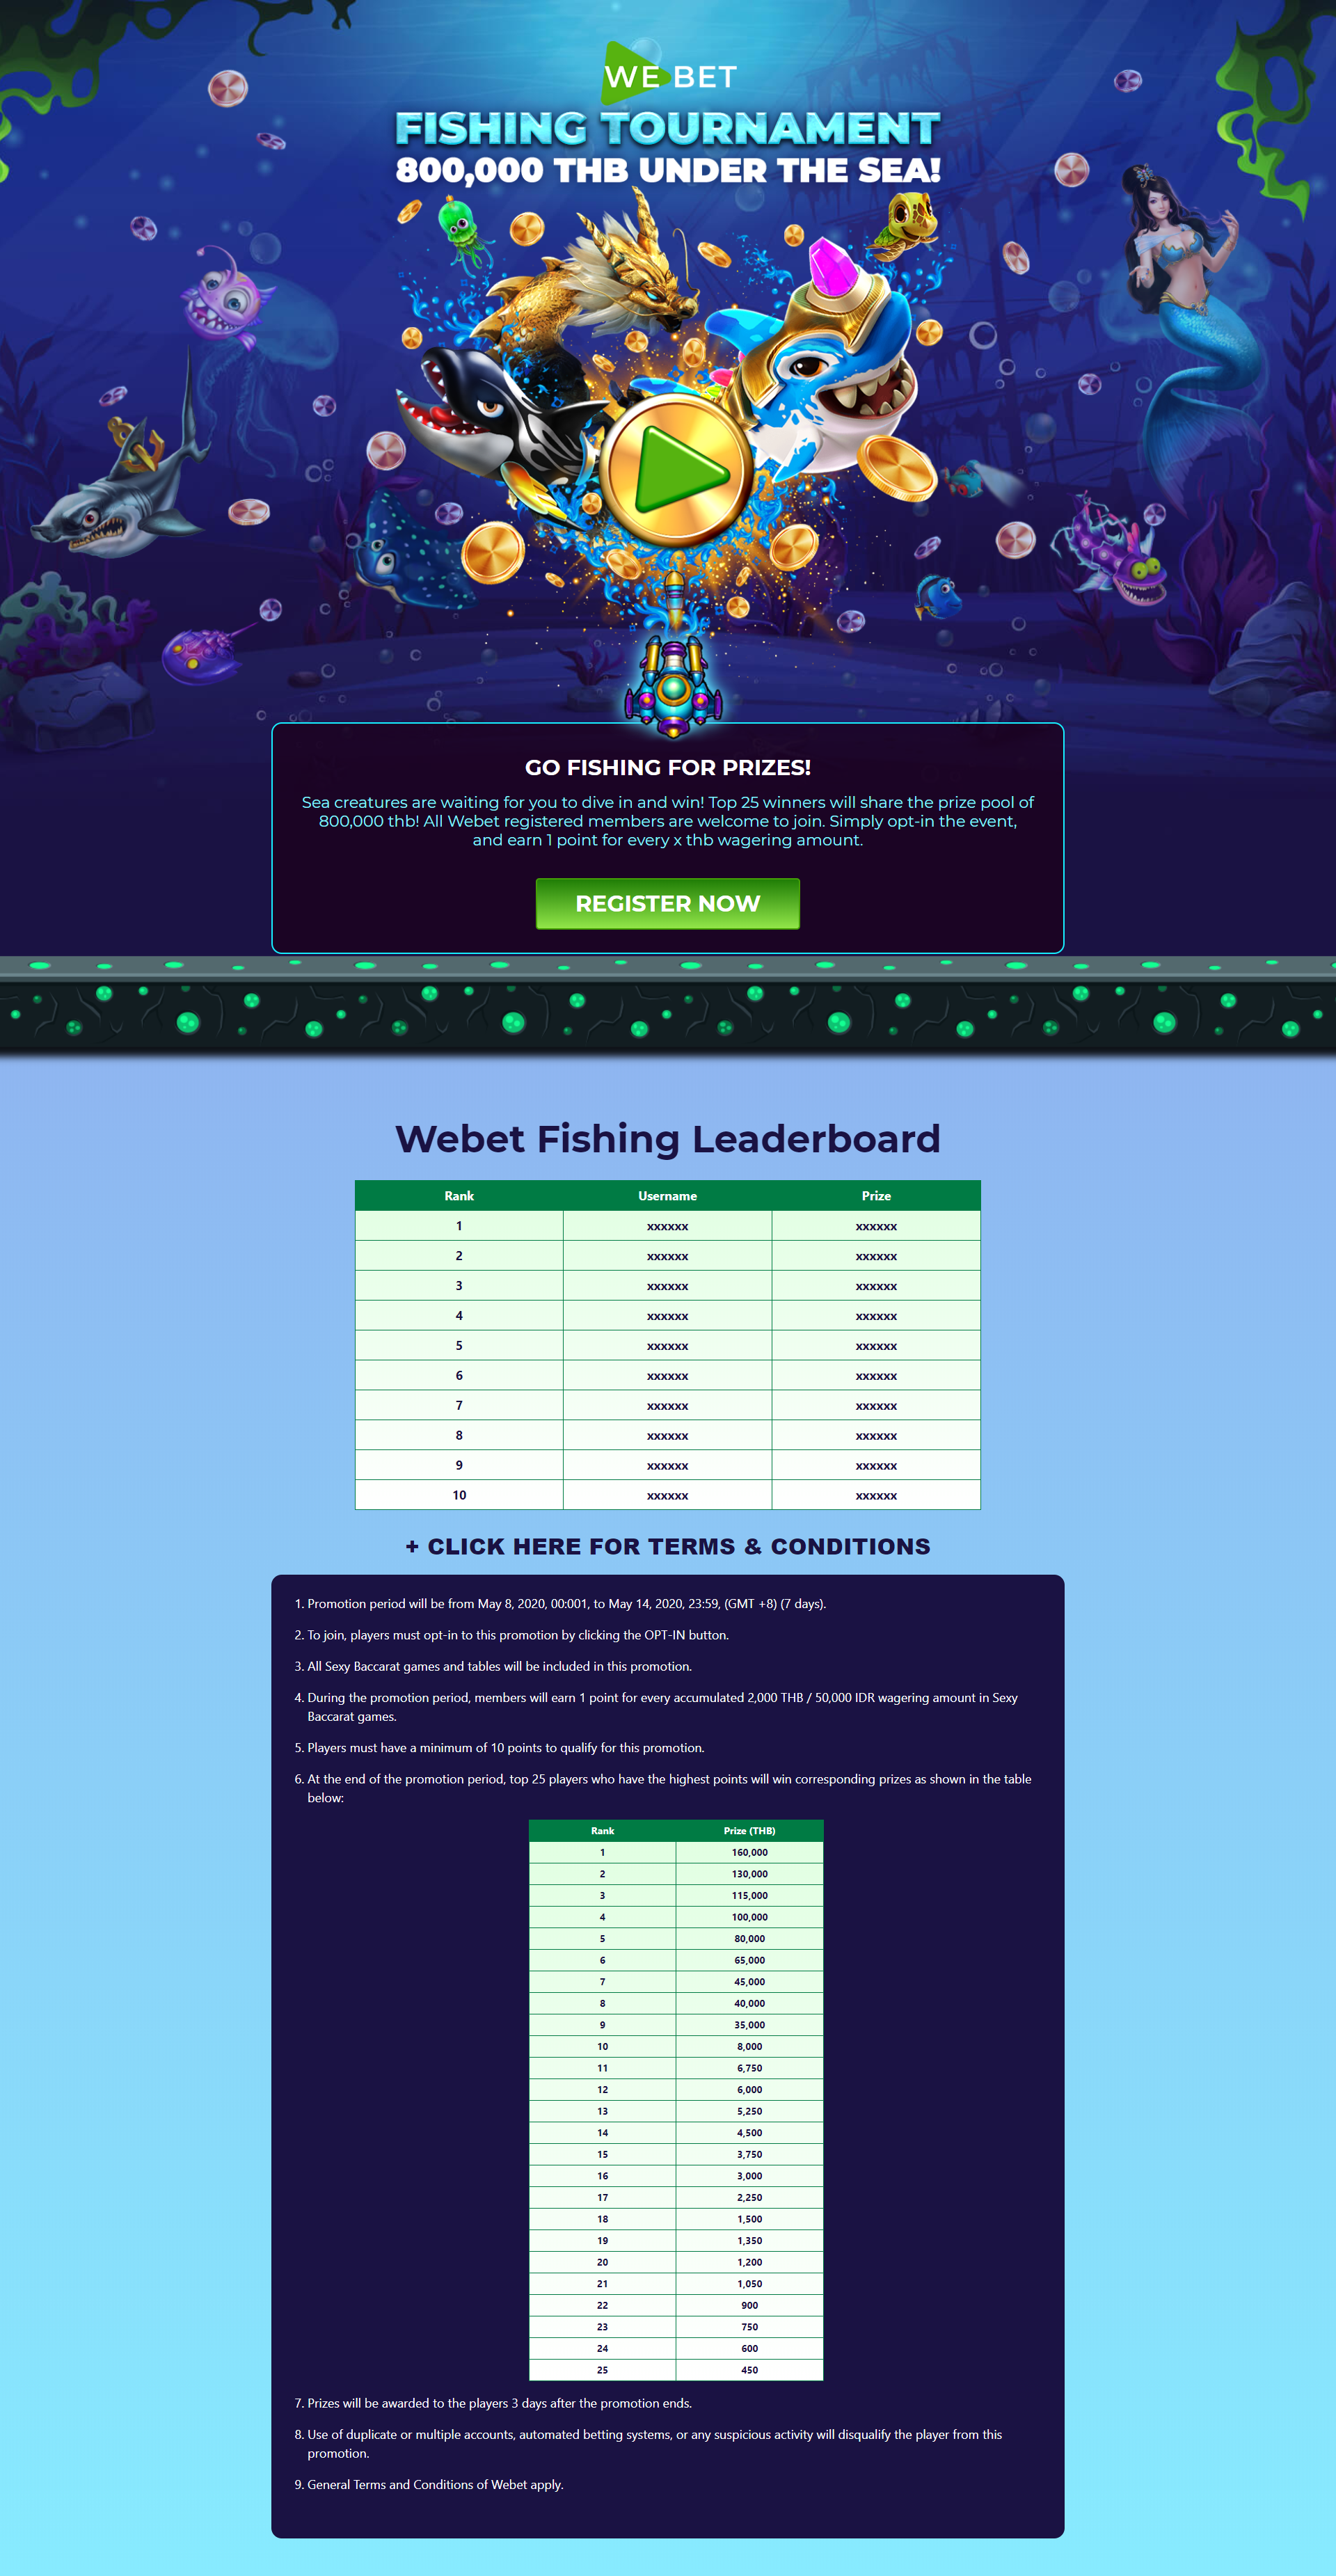 WE BET
FISHING TOURNAMENT
800,000 THB UNDER THE SEA!
GO FISHING FOR PRIZES!
Sea creatures are waiting for you to dive in and win! Top 25 winners will share the prize pool of
800,000 thb! All Webet registered members are welcome to join. Simply opt-in the event,
and earn 1 point for every x thb wagering amount.
REGISTER NOW
Webet Fishing Leaderboard
Rank Username Prize
1 xxxxxx xxxxxx
2 xxxxxx xxxxxx
3 xxxxxx xxxxxx
4 xxxxxx xxxxxx
5 xxxxxx xxxxxx
6 xxxxxx xxxxxx
7 xxxxxx xxxxxx
8 xxxxxx xxxxxx
9 xxxxxx xxxxxx
10 xxxxxx xxxxxx
+ CLICK HERE FOR TERMS & CONDITIONS
1. Promotion period will be from May 8, 2020, 00:001, to May 14, 2020, 23:59, (GMT +8) (7 days).
2. To join, players must opt-in to this promotion by clicking the OPT-IN button.
3. All Sexy Baccarat games and tables will be included in this promotion.
4. During the promotion period, members will earn 1 point for every accumulated 2,000 THB / 50,000 IDR wagering amount in Sexy
Baccarat games.
5. Players must have a minimum of 10 points to qualify for this promotion.
6. At the end of the promotion period, top 25 players who have the highest points will win corresponding prizes as shown in the table
below:
Rank Prize (THB)
1 160,000
2 130,000
3 115,000
4 100,000
5 80,000
6 65,000
7 45,000
8 40,000
9 35,000
10 8,000
11 6,750
12 6,000
13 5,250
14 4,500
15 3,750
16 3,000
17 2,250
18 1,500
19 1,350
20 1,200
21 1,050
22 900
23 750
24 600
25 450
7. Prizes will be awarded to the players 3 days after the promotion ends.
8. Use of duplicate or multiple accounts, automated betting systems, or any suspicious activity will disqualify the player from this
promotion.
9. General Terms and Conditions of Webet apply.